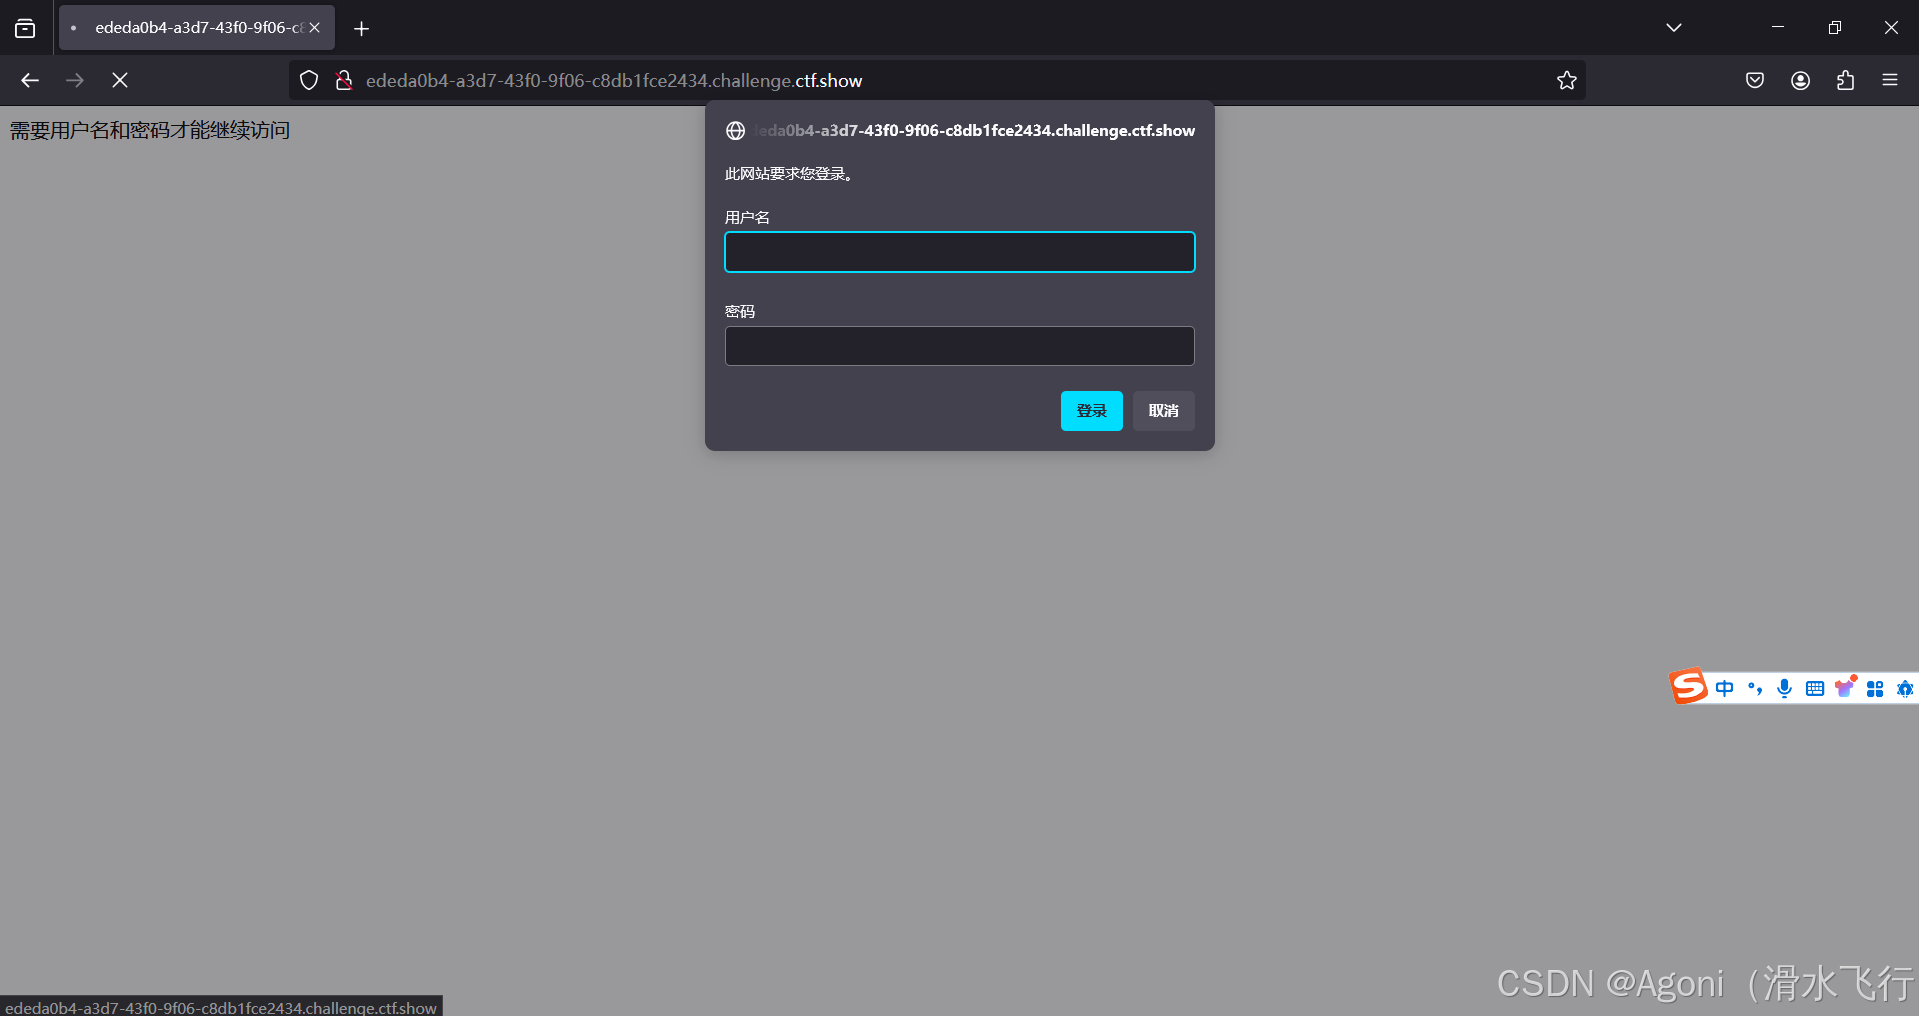 ededa0b4-a3d7-43f0-9f06-c8
ededa0b4-a3d7-43f0-9f06-c8db1fce2434.challenge.ctf.show
需要用户名和密码才能继续访问
eda0b4-a3d7-43f0-9f06-c8db1fce2434.challenge.ctf.show
此网站要求您登录。
用户名
密码
登录 取消
S 中
CSDN @Agoni（滑水飞行
ededa0b4-a3d7-43f0-9f06-c8db1fce2434.challenge.ctf.show